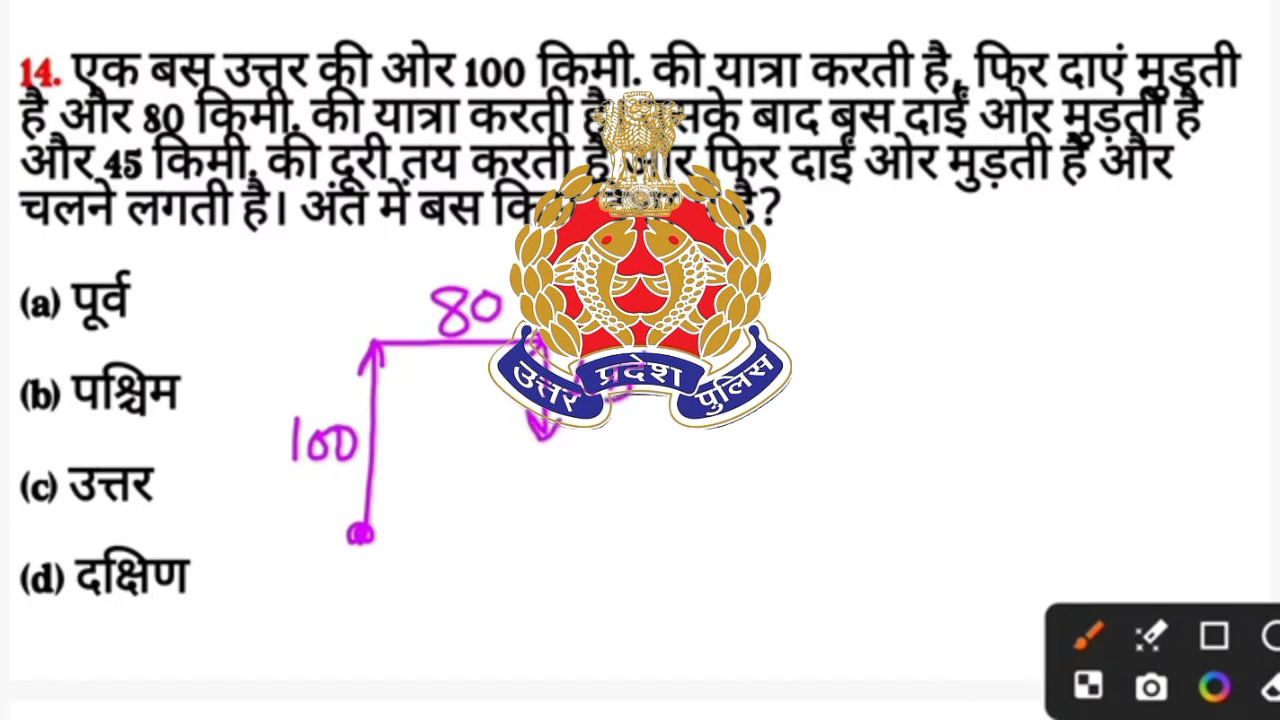 14. एक बस उत्तर की ओर 100 किमी. की यात्रा करती है, फिर दाएं मुड़ती
है और 80 किमी. की यात्रा करती बाद बस दाईं ओर मुड़ती है
और 45 किमी. की दूरी तय करती है फिर दाईं ओर मुड़ती है और
चलने लगती है। अंत में बस है?
(a) पूर्व
80
उत्तर प्रदेश पुलिस
(b) पश्चिम
100
(c) उत्तर
(d) दक्षिण